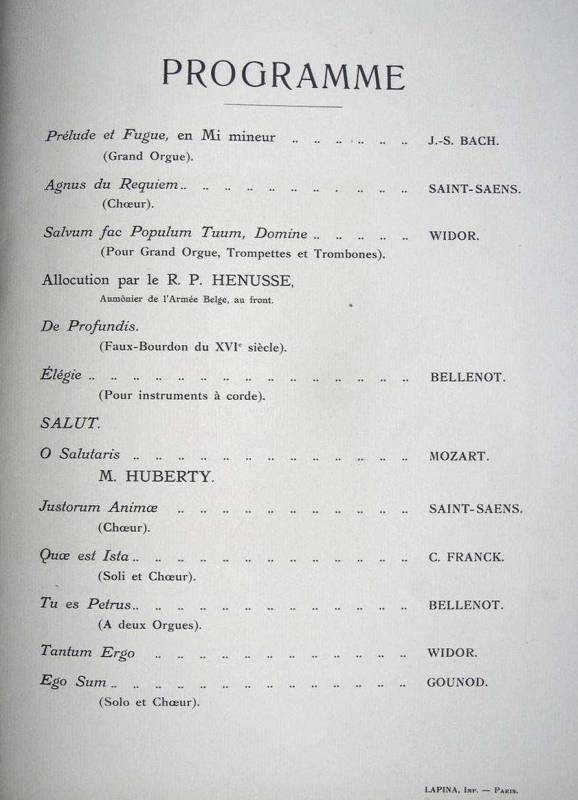 PROGRAMME
Prélude et Fugue, en Mi mineur .. .. .. .. .. .. J.-S. BACH.
(Grand Orgue).
Agnus du Requiem .. .. .. .. .. .. .. .. .. .. .. SAINT-SAENS.
(Chœur).
Salvum fac Populum Tuum, Domine .. .. .. .. .. WIDOR.
(Pour Grand Orgue, Trompettes et Trombones).
Allocution par le R. P. HENUSSE,
Aumônier de l'Armée Belge, au front.
De Profundis.
(Faux-Bourdon du XVIe siècle).
Élégie .. .. .. .. .. .. .. .. .. .. .. .. .. .. .. BELLENOT.
(Pour instruments à corde).
SALUT.
O Salutaris .. .. .. .. .. .. .. .. .. .. .. .. .. MOZART.
M. HUBERTY.
Justorum Animæ .. .. .. .. .. .. .. .. .. .. .. SAINT-SAENS.
(Chœur).
Quæ est Ista .. .. .. .. .. .. .. .. .. .. .. .. .. C. FRANCK.
(Soli et Chœur).
Tu es Petrus .. .. .. .. .. .. .. .. .. .. .. .. .. BELLENOT.
(A deux Orgues).
Tantum Ergo .. .. .. .. .. .. .. .. .. .. .. .. WIDOR.
Ego Sum .. .. .. .. .. .. .. .. .. .. .. .. .. .. GOUNOD.
(Solo et Chœur).
LAPINA, Imp. — Paris.